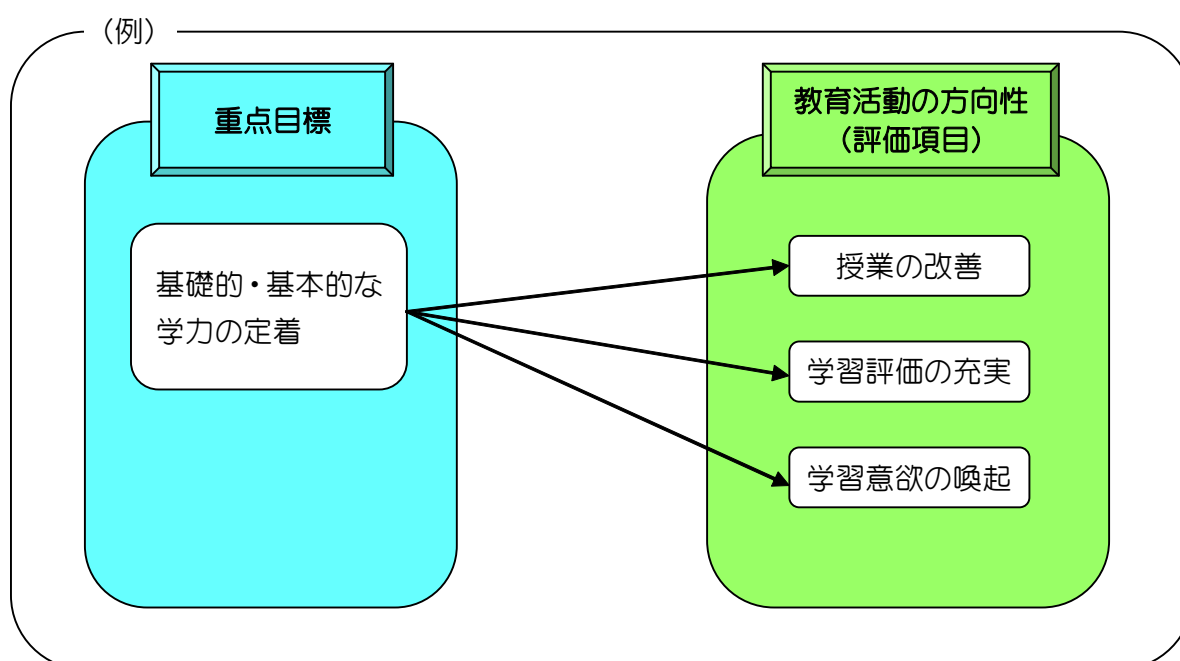 (例)
重点目標
基礎的・基本的な
学力の定着
教育活動の方向性
(評価項目)
授業の改善
学習評価の充実
学習意欲の喚起